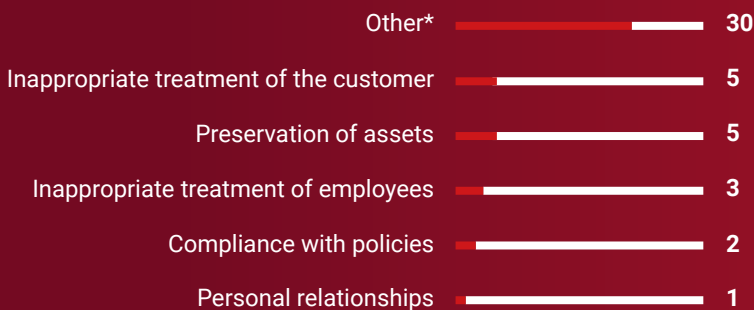 Other* 30
Inappropriate treatment of the customer 5
Preservation of assets 5
Inappropriate treatment of employees 3
Compliance with policies 2
Personal relationships 1